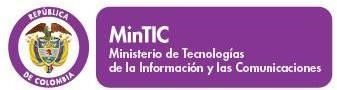 REPÚBLICA
DE COLOMBIA
MinTIC
Ministerio de Tecnologías
de la Información y las Comunicaciones